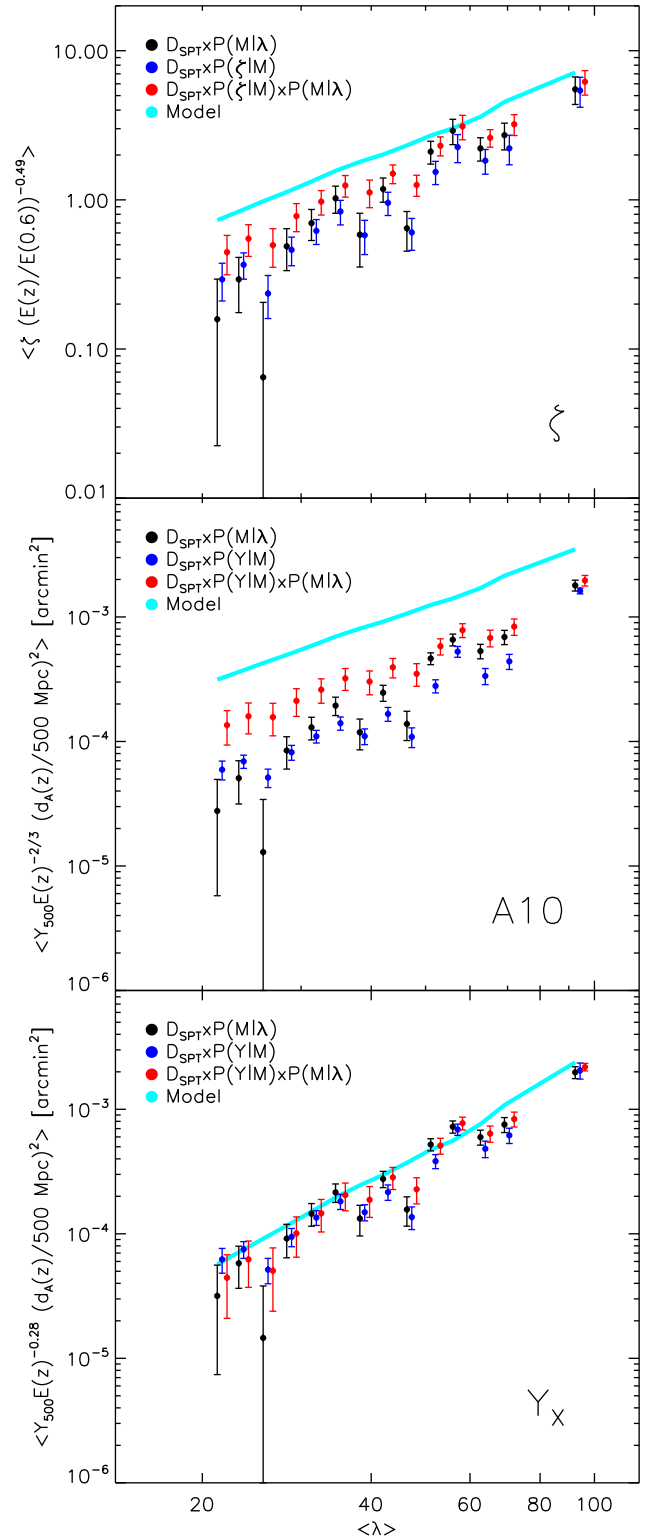 10.00
1.00
0.10
0.01
<ζ (E(z)/E(0.6))^−0.49>
D_SPT x P(M|λ)
D_SPT x P(ζ|M)
D_SPT x P(ζ|M) x P(M|λ)
Model
ζ
10^−3
10^−4
10^−5
10^−6
<Y_500 E(z)^−2/3 (d_A(z)/500 Mpc)^2> [arcmin^2]
D_SPT x P(M|λ)
D_SPT x P(Y|M)
D_SPT x P(Y|M) x P(M|λ)
Model
A10
10^−3
10^−4
10^−5
10^−6
<Y_500 E(z)^−0.28 (d_A(z)/500 Mpc)^2> [arcmin^2]
D_SPT x P(M|λ)
D_SPT x P(Y|M)
D_SPT x P(Y|M) x P(M|λ)
Model
Y_X
20 40 60 80 100
<λ>